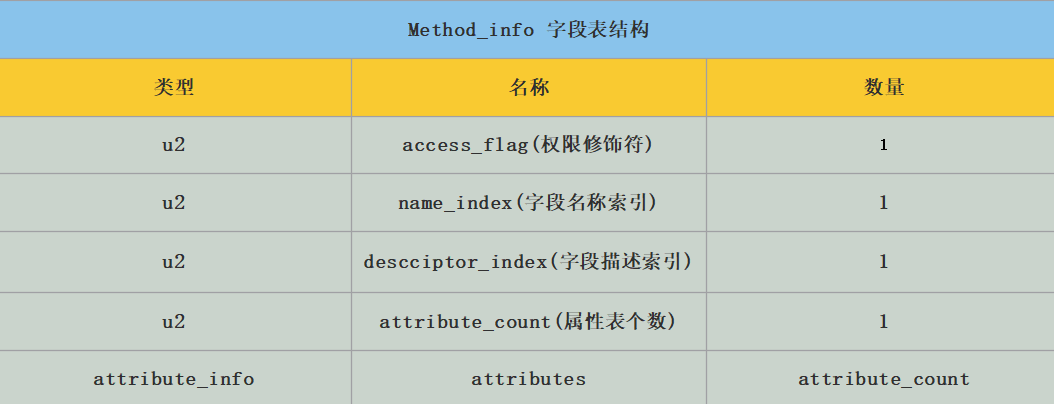 Method_info 字段表结构
类型 名称 数量
u2 access_flag(权限修饰符) 1
u2 name_index(字段名称索引) 1
u2 descciptor_index(字段描述索引) 1
u2 attribute_count(属性表个数) 1
attribute_info attributes attribute_count